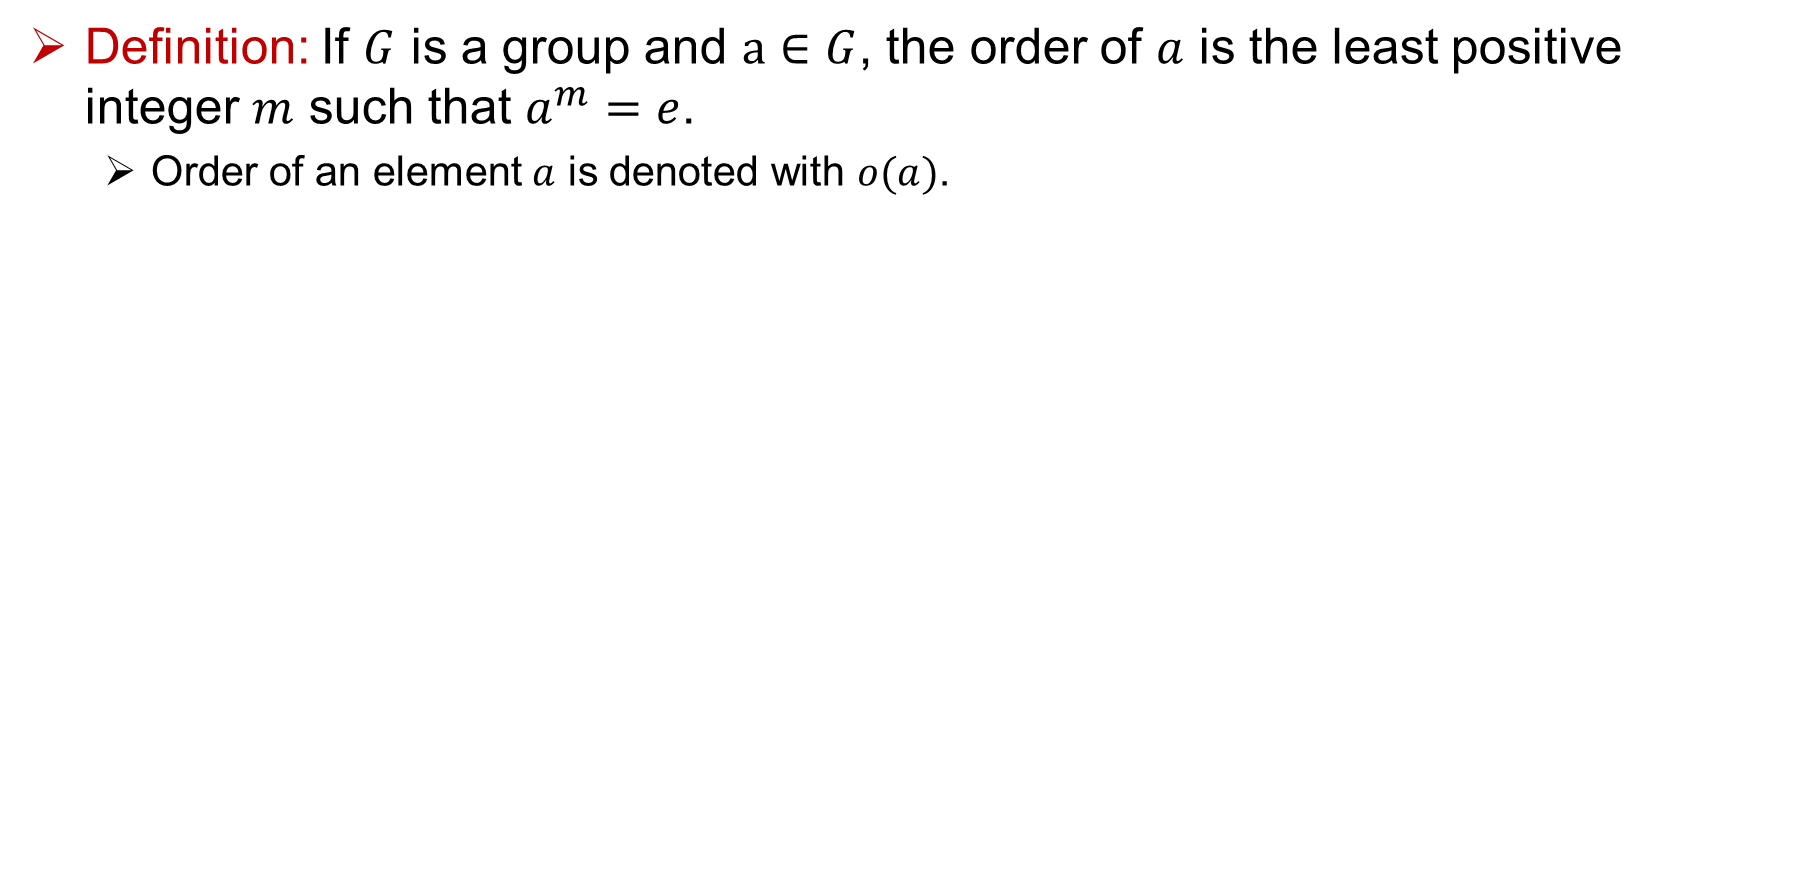 ➢ Definition: If 𝐺 is a group and a ∈ 𝐺, the order of 𝑎 is the least positive
integer 𝑚 such that 𝑎ᵐ = 𝑒.
➢ Order of an element 𝑎 is denoted with 𝑜(𝑎).